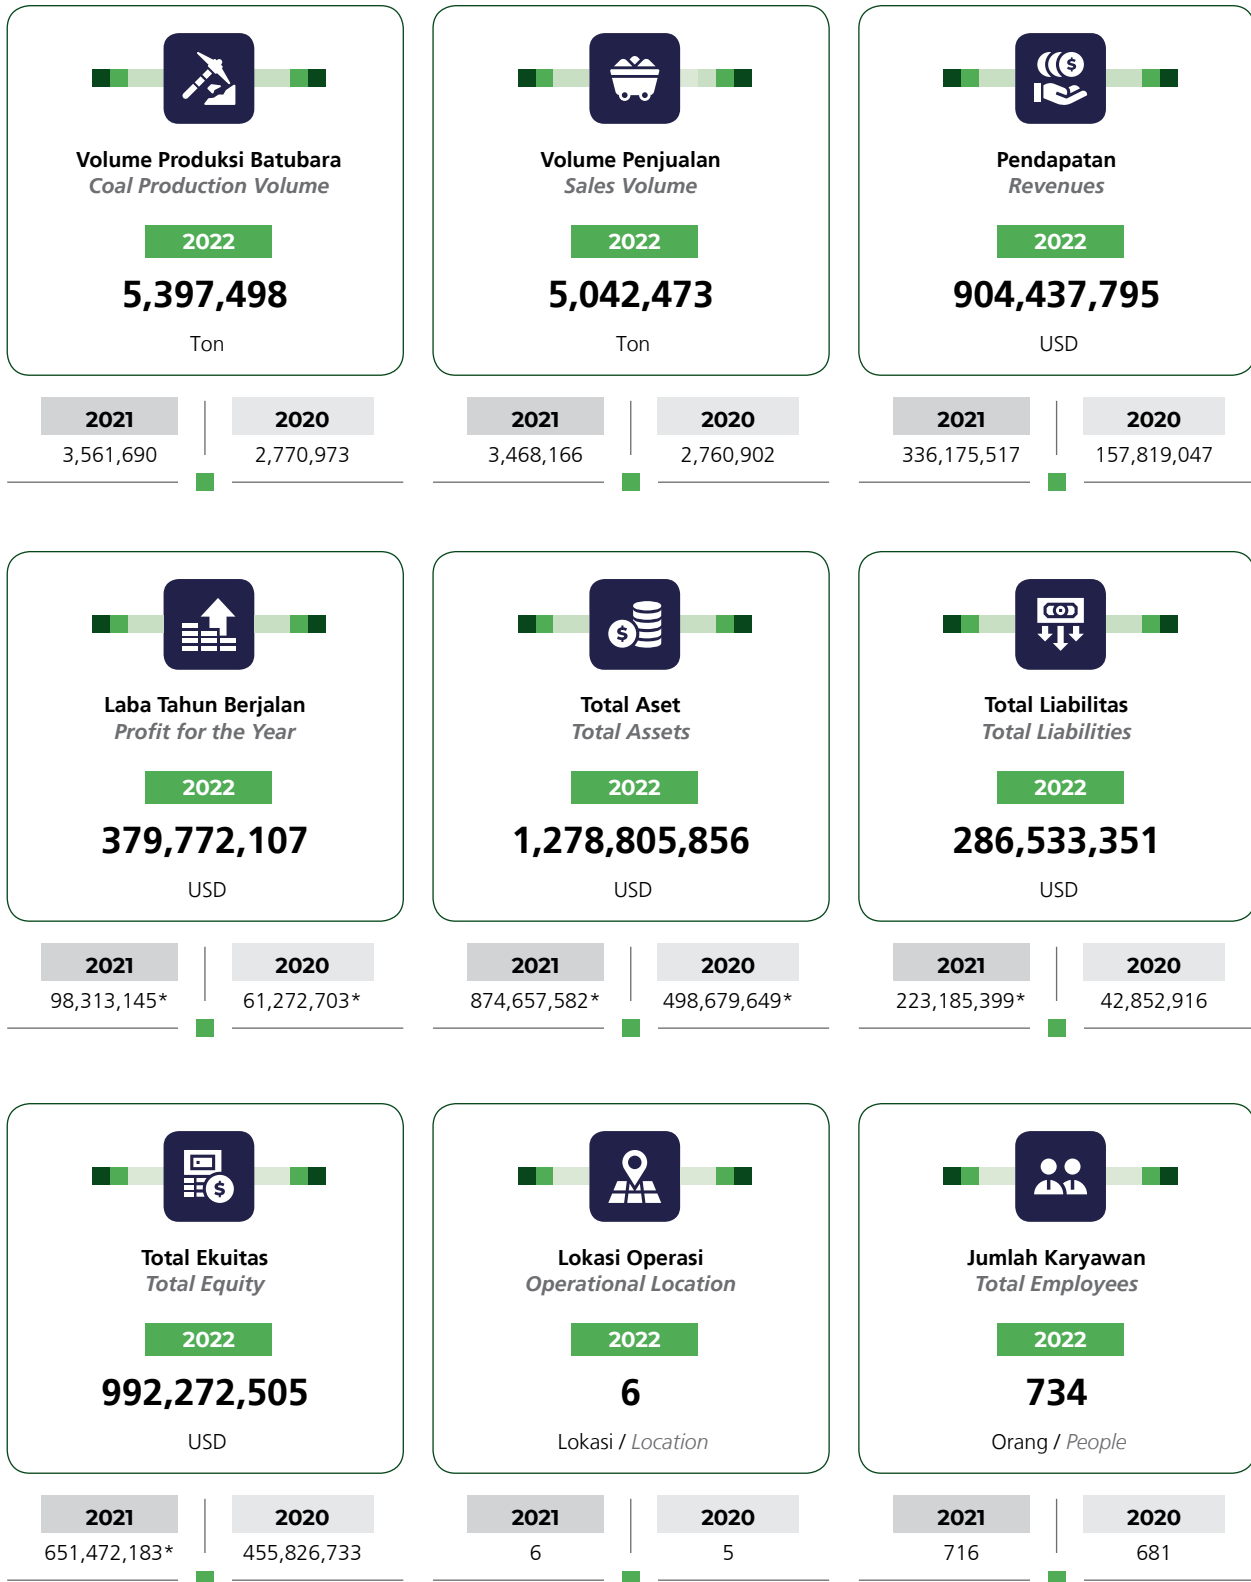 Volume Produksi Batubara
Coal Production Volume
2022
5,397,498
Ton
2021
2020
3,561,690
2,770,973
Volume Penjualan
Sales Volume
2022
5,042,473
Ton
2021
2020
3,468,166
2,760,902
Pendapatan
Revenues
2022
904,437,795
USD
2021
2020
336,175,517
157,819,047
Laba Tahun Berjalan
Profit for the Year
2022
379,772,107
USD
2021
2020
98,313,145*
61,272,703*
Total Aset
Total Assets
2022
1,278,805,856
USD
2021
2020
874,657,582*
498,679,649*
Total Liabilitas
Total Liabilities
2022
286,533,351
USD
2021
2020
223,185,399*
42,852,916
Total Ekuitas
Total Equity
2022
992,272,505
USD
2021
2020
651,472,183*
455,826,733
Lokasi Operasi
Operational Location
2022
6
Lokasi / Location
2021
2020
6
5
Jumlah Karyawan
Total Employees
2022
734
Orang / People
2021
2020
716
681